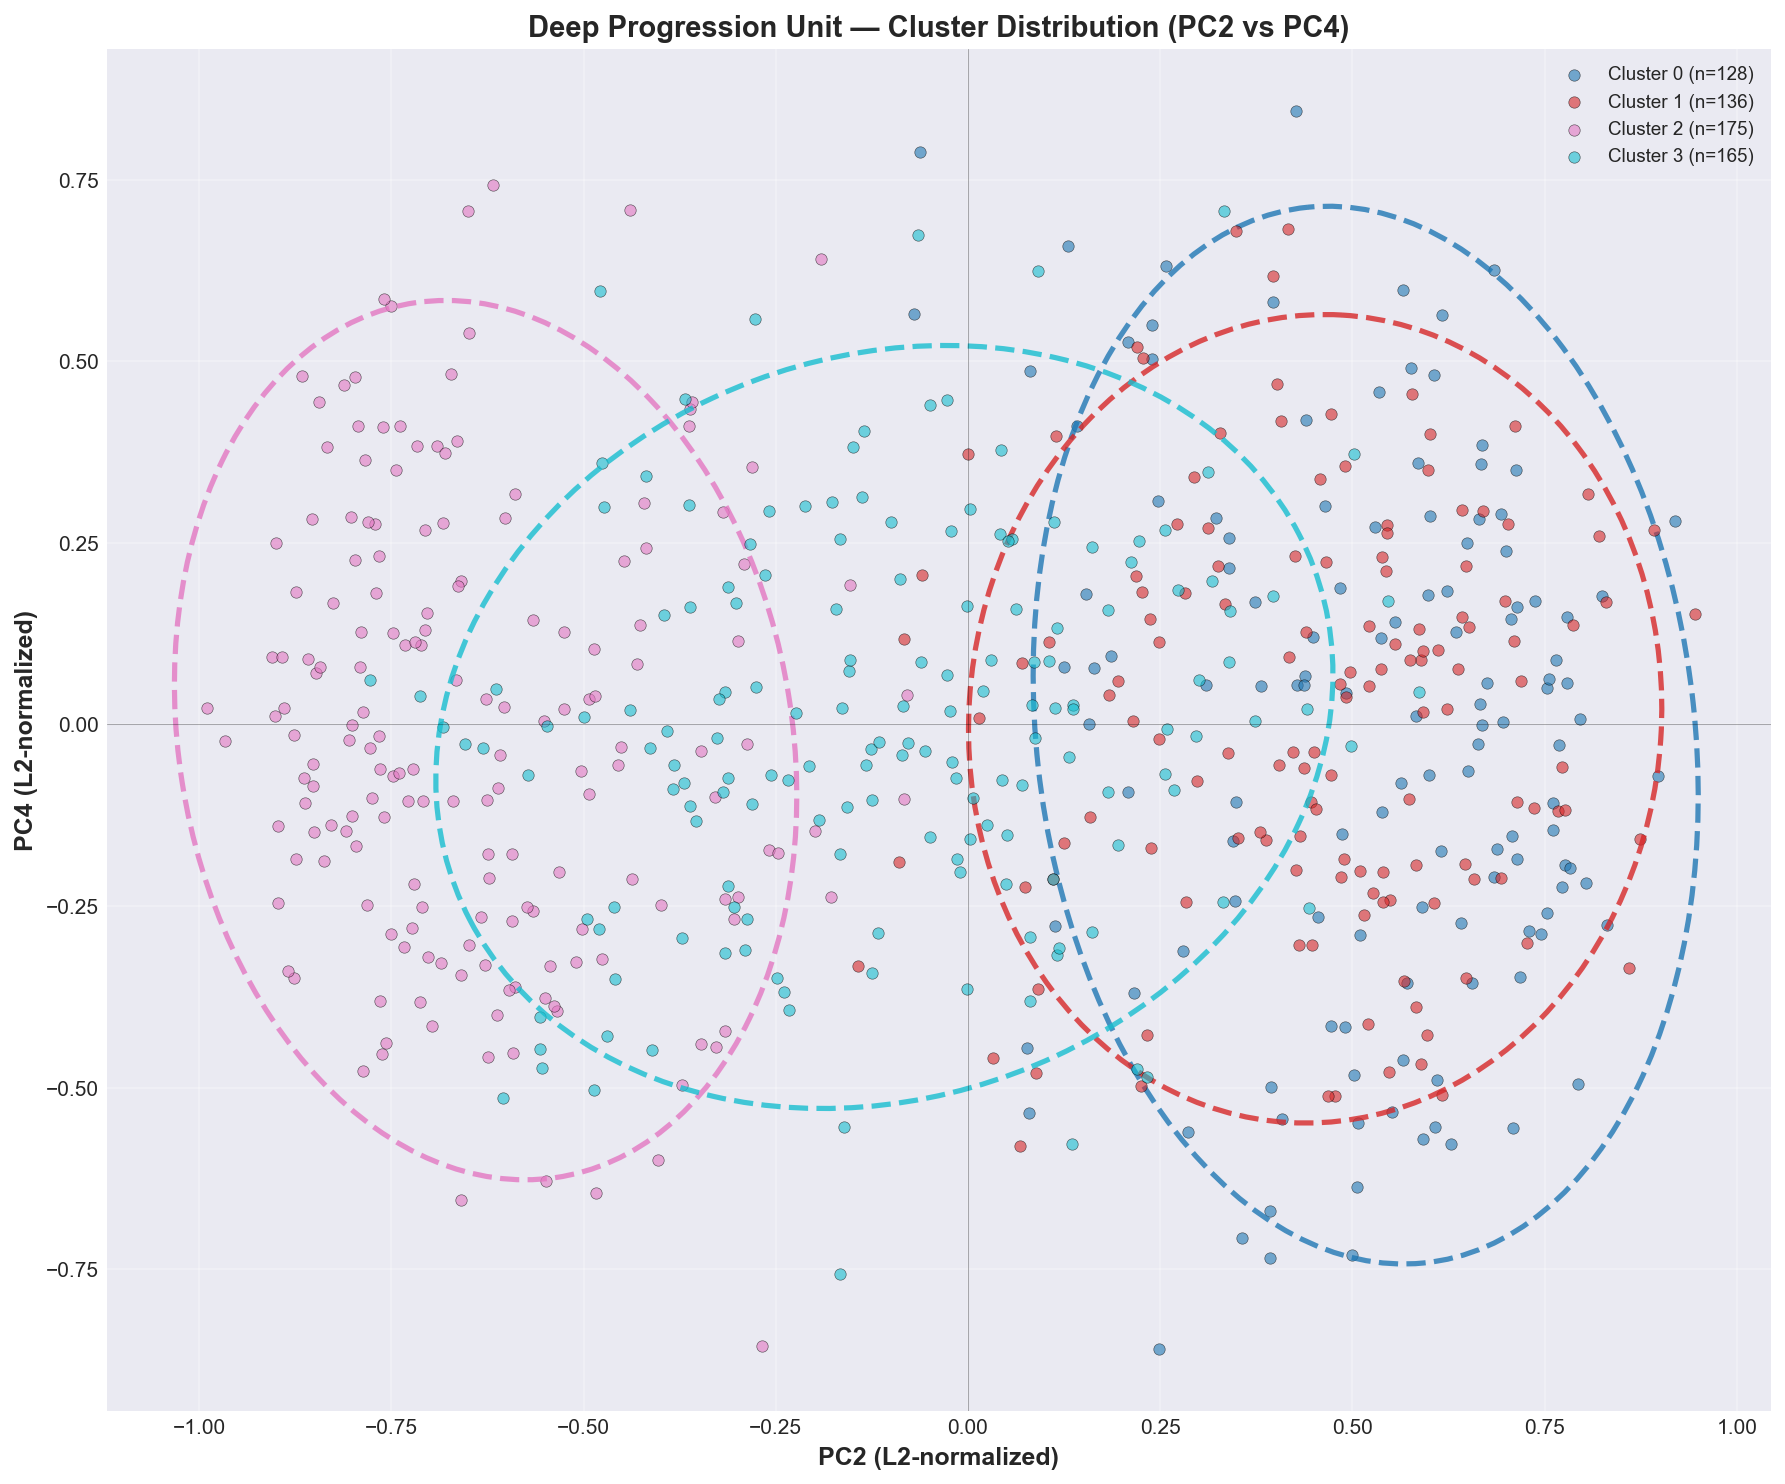 Deep Progression Unit — Cluster Distribution (PC2 vs PC4)
Cluster 0 (n=128)
Cluster 1 (n=136)
Cluster 2 (n=175)
Cluster 3 (n=165)
PC4 (L2-normalized)
0.75
0.50
0.25
0.00
−0.25
−0.50
−0.75
−1.00 −0.75 −0.50 −0.25 0.00 0.25 0.50 0.75 1.00
PC2 (L2-normalized)